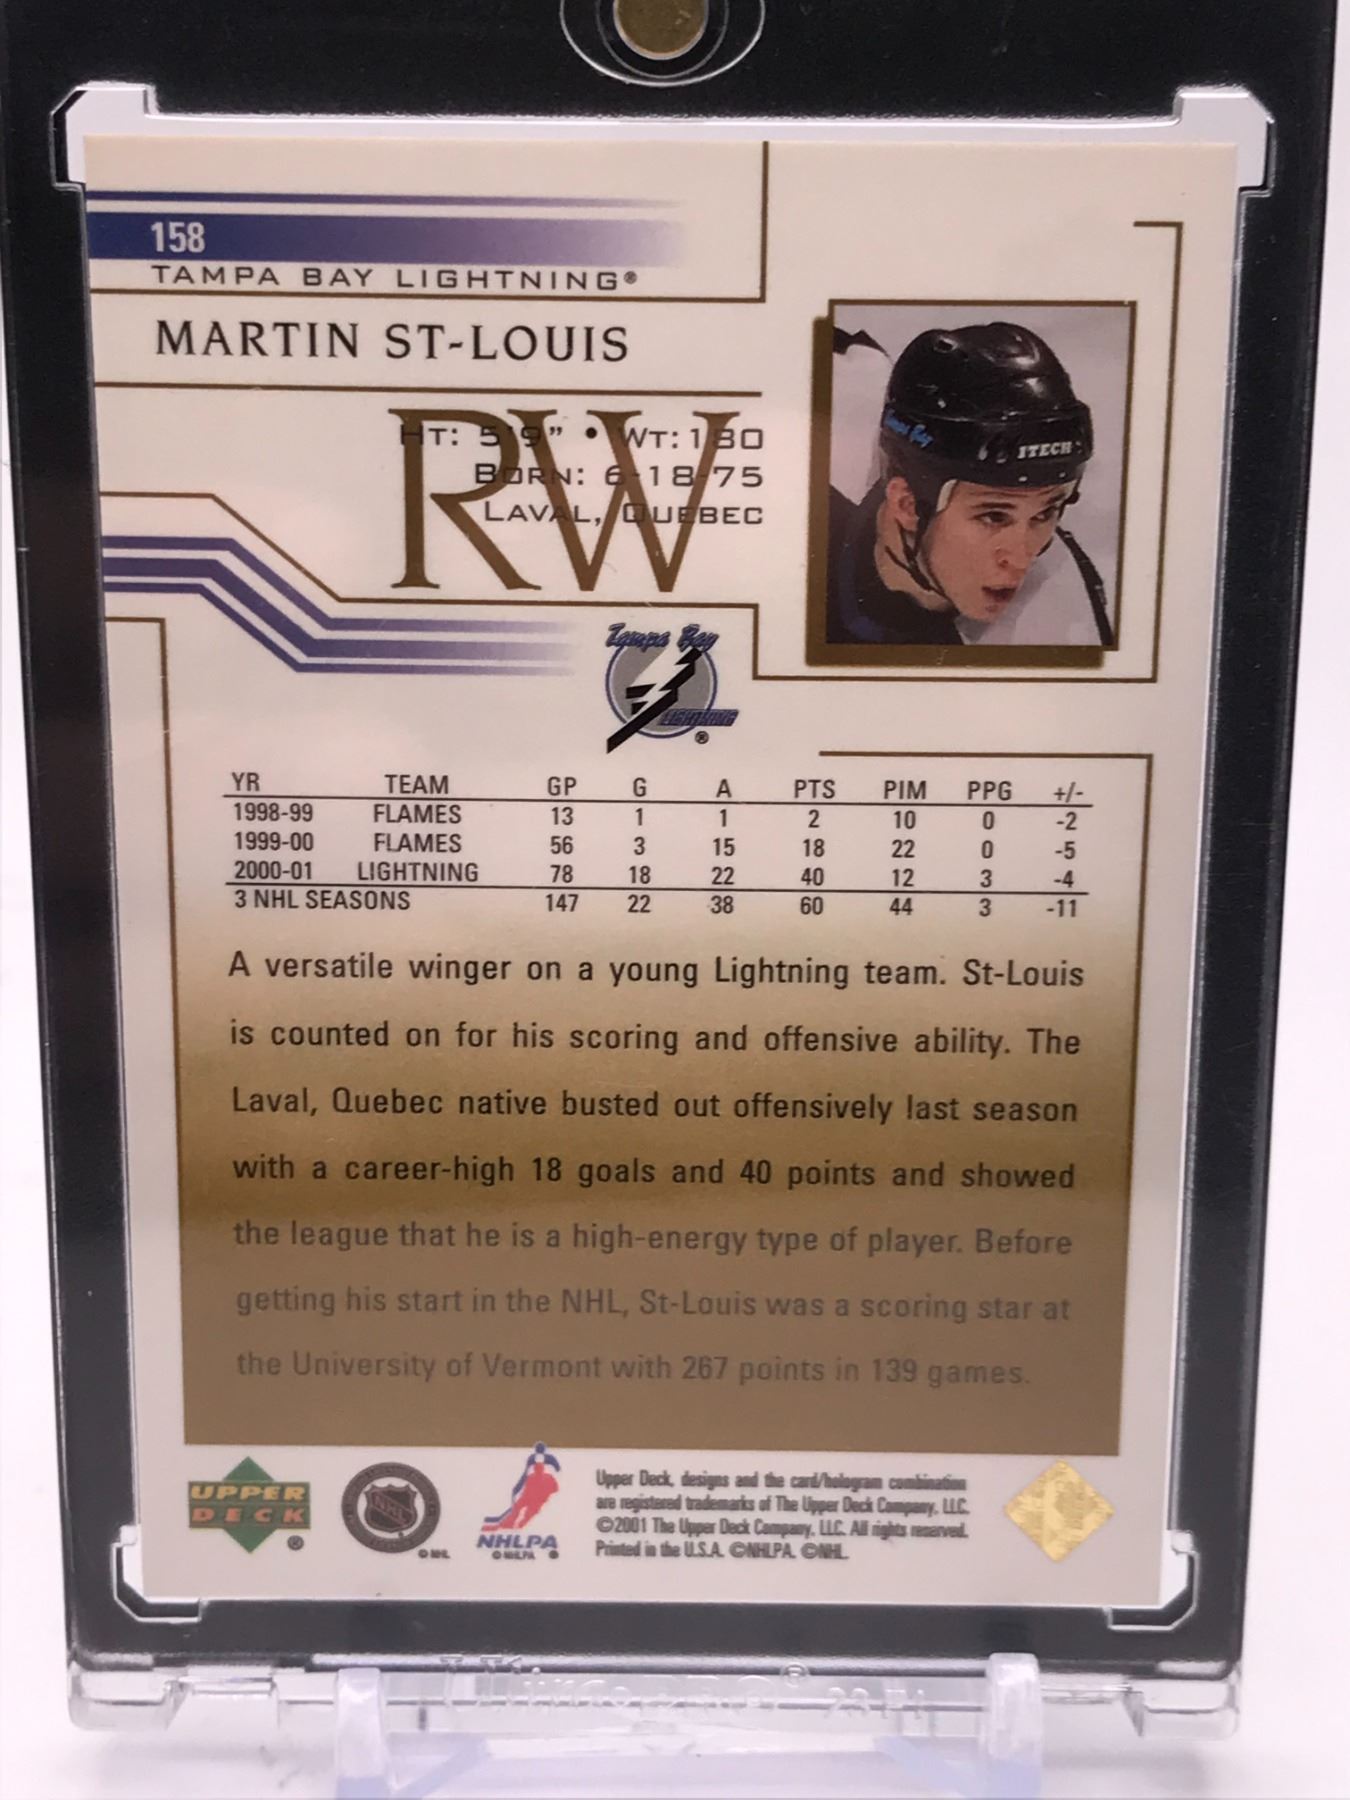 158
TAMPA BAY LIGHTNING®
MARTIN ST-LOUIS
RW
HT: 5'9" • WT: 180
BORN: 6-18-75
LAVAL, QUEBEC
Tampa Bay
ITECH
Tampa Bay
LIGHTNING
®
YR TEAM GP G A PTS PIM PPG +/-
1998-99 FLAMES 13 1 1 2 10 0 -2
1999-00 FLAMES 56 3 15 18 22 0 -5
2000-01 LIGHTNING 78 18 22 40 12 3 -4
3 NHL SEASONS 147 22 38 60 44 3 -11
A versatile winger on a young Lightning team. St-Louis
is counted on for his scoring and offensive ability. The
Laval, Quebec native busted out offensively last season
with a career-high 18 goals and 40 points and showed
the league that he is a high-energy type of player. Before
getting his start in the NHL, St-Louis was a scoring star at
the University of Vermont with 267 points in 139 games.
UPPER
DECK
®
NHL
© NHL
NHLPA
© NHLPA ®
Upper Deck, designs and the card/hologram combination
are registered trademarks of The Upper Deck Company, LLC.
©2001 The Upper Deck Company, LLC. All rights reserved.
Printed in the U.S.A. ©NHLPA. ©NHL.